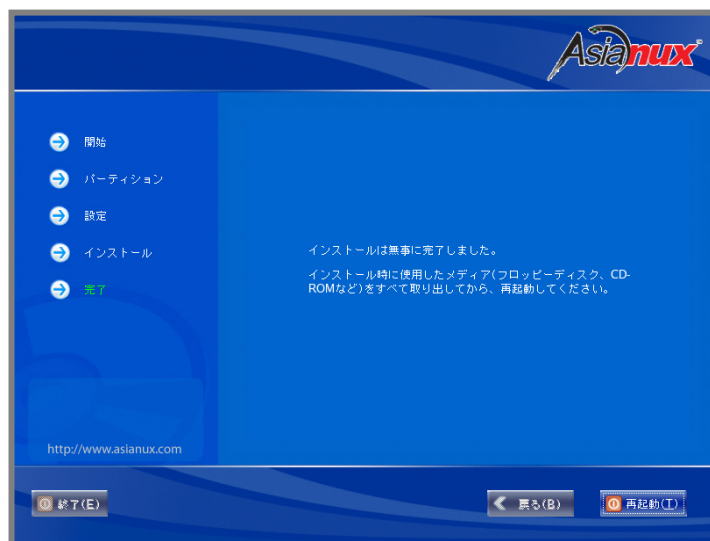 Asianux
開始
パーティション
設定
インストール
完了
インストールは無事に完了しました。
インストール時に使用したメディア(フロッピーディスク、CD-
ROMなど)をすべて取り出してから、再起動してください。
http://www.asianux.com
終了(E)
戻る(B)
再起動(T)